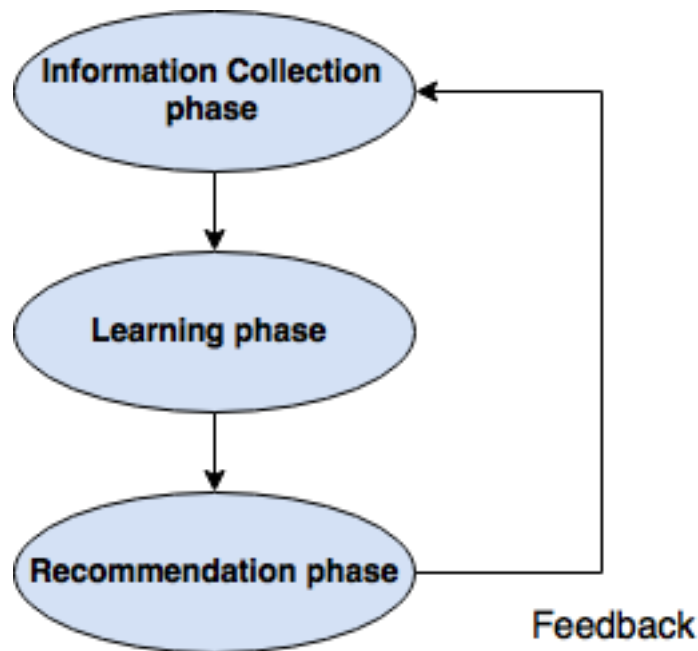 Information Collection
phase
Learning phase
Recommendation phase
Feedback